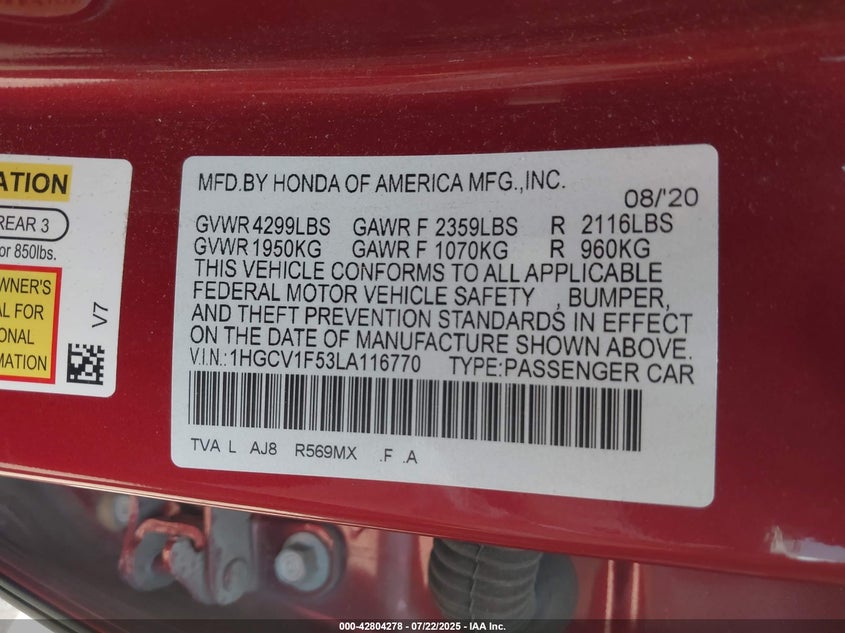 ATION
REAR 3
or 850lbs.
OWNER'S
AL FOR
ONAL
MATION
V7
MFD.BY HONDA OF AMERICA MFG.,INC.
08/'20
GVWR 4299LBS GAWR F 2359LBS R 2116LBS
GVWR 1950KG GAWR F 1070KG R 960KG
THIS VEHICLE CONFORMS TO ALL APPLICABLE
FEDERAL MOTOR VEHICLE SAFETY , BUMPER,
AND THEFT PREVENTION STANDARDS IN EFFECT
ON THE DATE OF MANUFACTURE SHOWN ABOVE.
V.I.N.:1HGCV1F53LA116770 TYPE:PASSENGER CAR
TVA L AJ8 R569MX .F .A
000-42804278 - 07/22/2025 - IAA Inc.